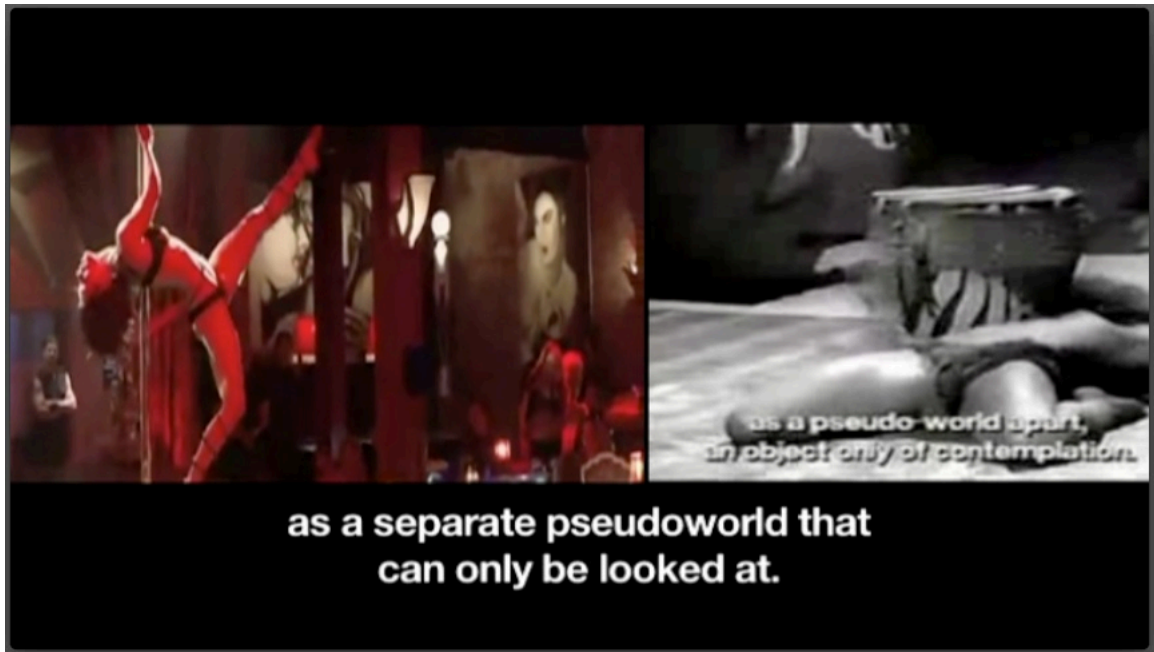 as a pseudo-world apart,
an object only of contemplation.
as a separate pseudoworld that
can only be looked at.